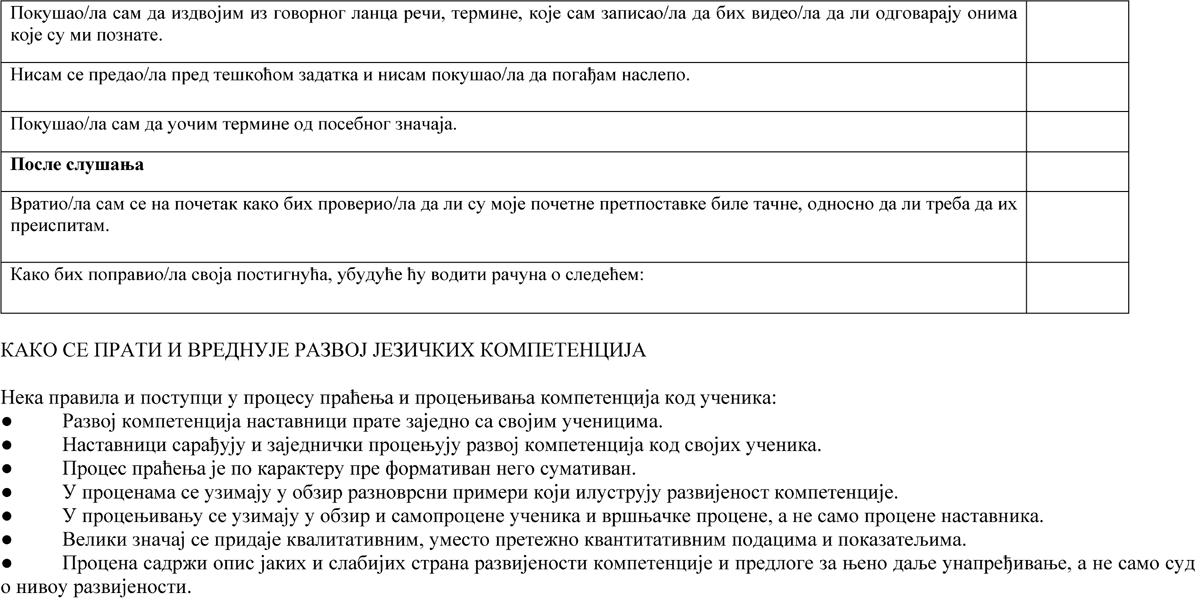 Покушао/ла сам да издвојим из говорног ланца речи, термине, које сам записао/ла да бих видео/ла да ли одговарају онима
које су ми познате.
Нисам се предао/ла пред тешкоћом задатка и нисам покушао/ла да погађам наслепо.
Покушао/ла сам да уочим термине од посебног значаја.
После слушања
Вратио/ла сам се на почетак како бих проверио/ла да ли су моје почетне претпоставке биле тачне, односно да ли треба да их
преиспитам.
Како бих поправио/ла своја постигнућа, убудуће ћу водити рачуна о следећем:
КАКО СЕ ПРАТИ И ВРЕДНУЈЕ РАЗВОЈ ЈЕЗИЧКИХ КОМПЕТЕНЦИЈА
Нека правила и поступци у процесу праћења и процењивања компетенција код ученика:
● Развој компетенција наставници прате заједно са својим ученицима.
● Наставници сарађују и заједнички процењују развој компетенција код својих ученика.
● Процес праћења је по карактеру пре формативан него сумативан.
● У проценама се узимају у обзир разноврсни примери који илуструју развијеност компетенције.
● У процењивању се узимају у обзир и самопроцене ученика и вршњачке процене, а не само процене наставника.
● Велики значај се придаје квалитативним, уместо претежно квантитативним подацима и показатељима.
● Процена садржи опис јаких и слабијих страна развијености компетенције и предлоге за њено даље унапређивање, а не само суд
о нивоу развијености.